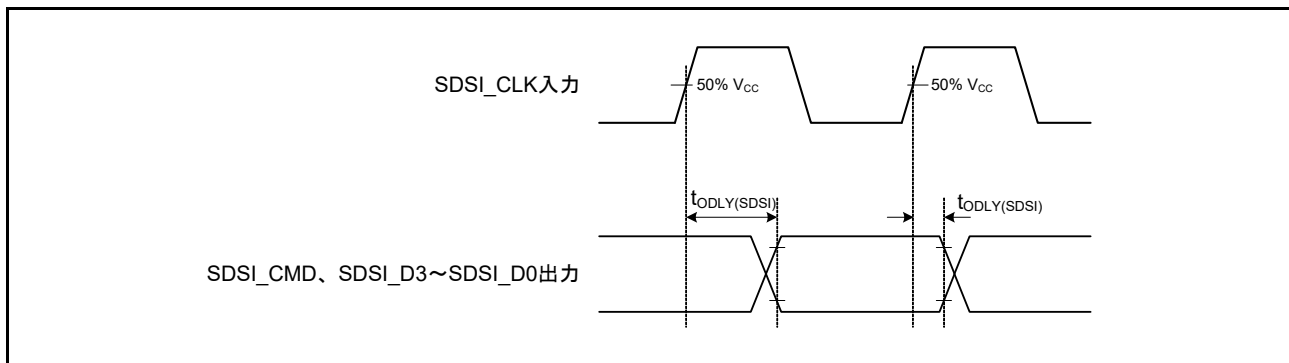 SDSI_CLK入力
50% VCC
50% VCC
tODLY(SDSI)
tODLY(SDSI)
SDSI_CMD、SDSI_D3～SDSI_D0出力